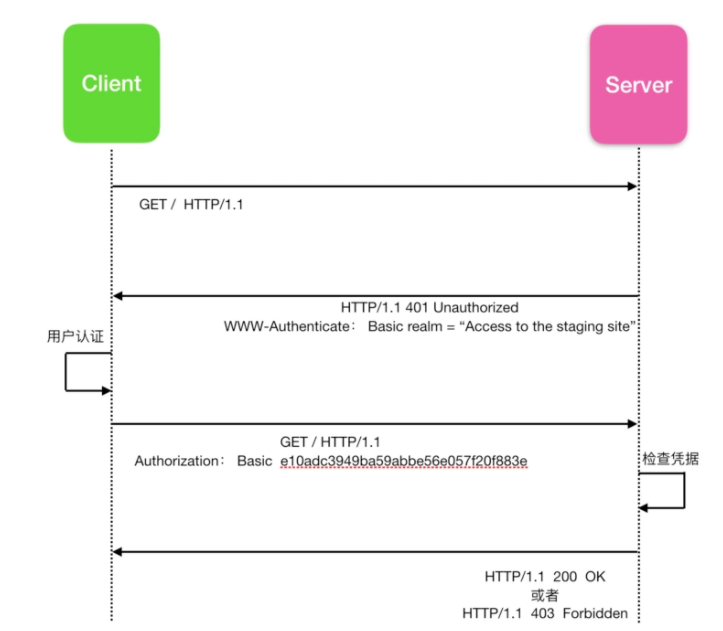 Client
Server
GET /  HTTP/1.1
HTTP/1.1 401 Unauthorized
WWW-Authenticate： Basic realm = “Access to the staging site”
用户认证
GET / HTTP/1.1
Authorization： Basic e10adc3949ba59abbe56e057f20f883e
检查凭据
HTTP/1.1 200 OK
或者
HTTP/1.1 403 Forbidden